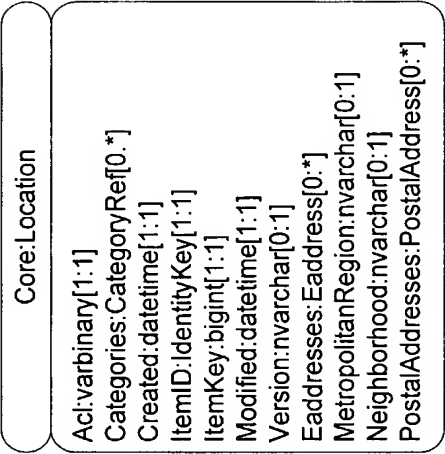 Core:Location
Acl:varbinary[1:1]
Categories:CategoryRef[0..*]
Created:datetime[1:1]
ItemID:IdentityKey[1:1]
ItemKey:bigint[1:1]
Modified:datetime[1:1]
Version:nvarchar[0:1]
Eaddresses:Eaddress[0:*]
MetropolitanRegion:nvarchar[0:1]
Neighborhood:nvarchar[0:1]
PostalAddresses:PostalAddress[0:*]